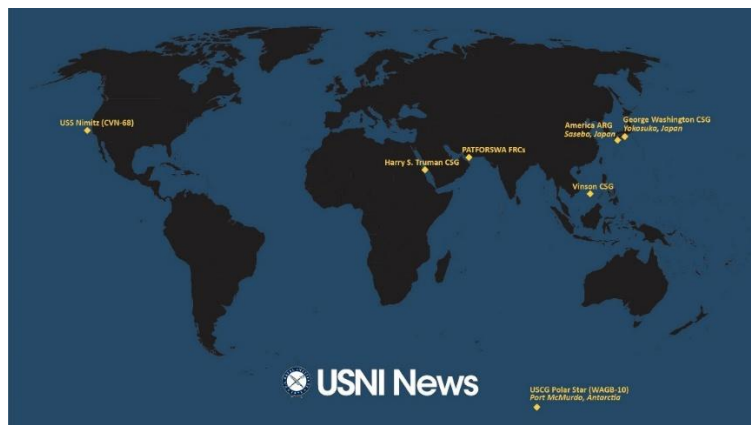 USS Nimitz (CVN-68)
George Washington CSG
Yokosuka, Japan
America ARG
Sasebo, Japan
PATFORSWA FRCs
Harry S. Truman CSG
Vinson CSG
USNI News
USCG Polar Star (WAGB-10)
Port McMurdo, Antarctia